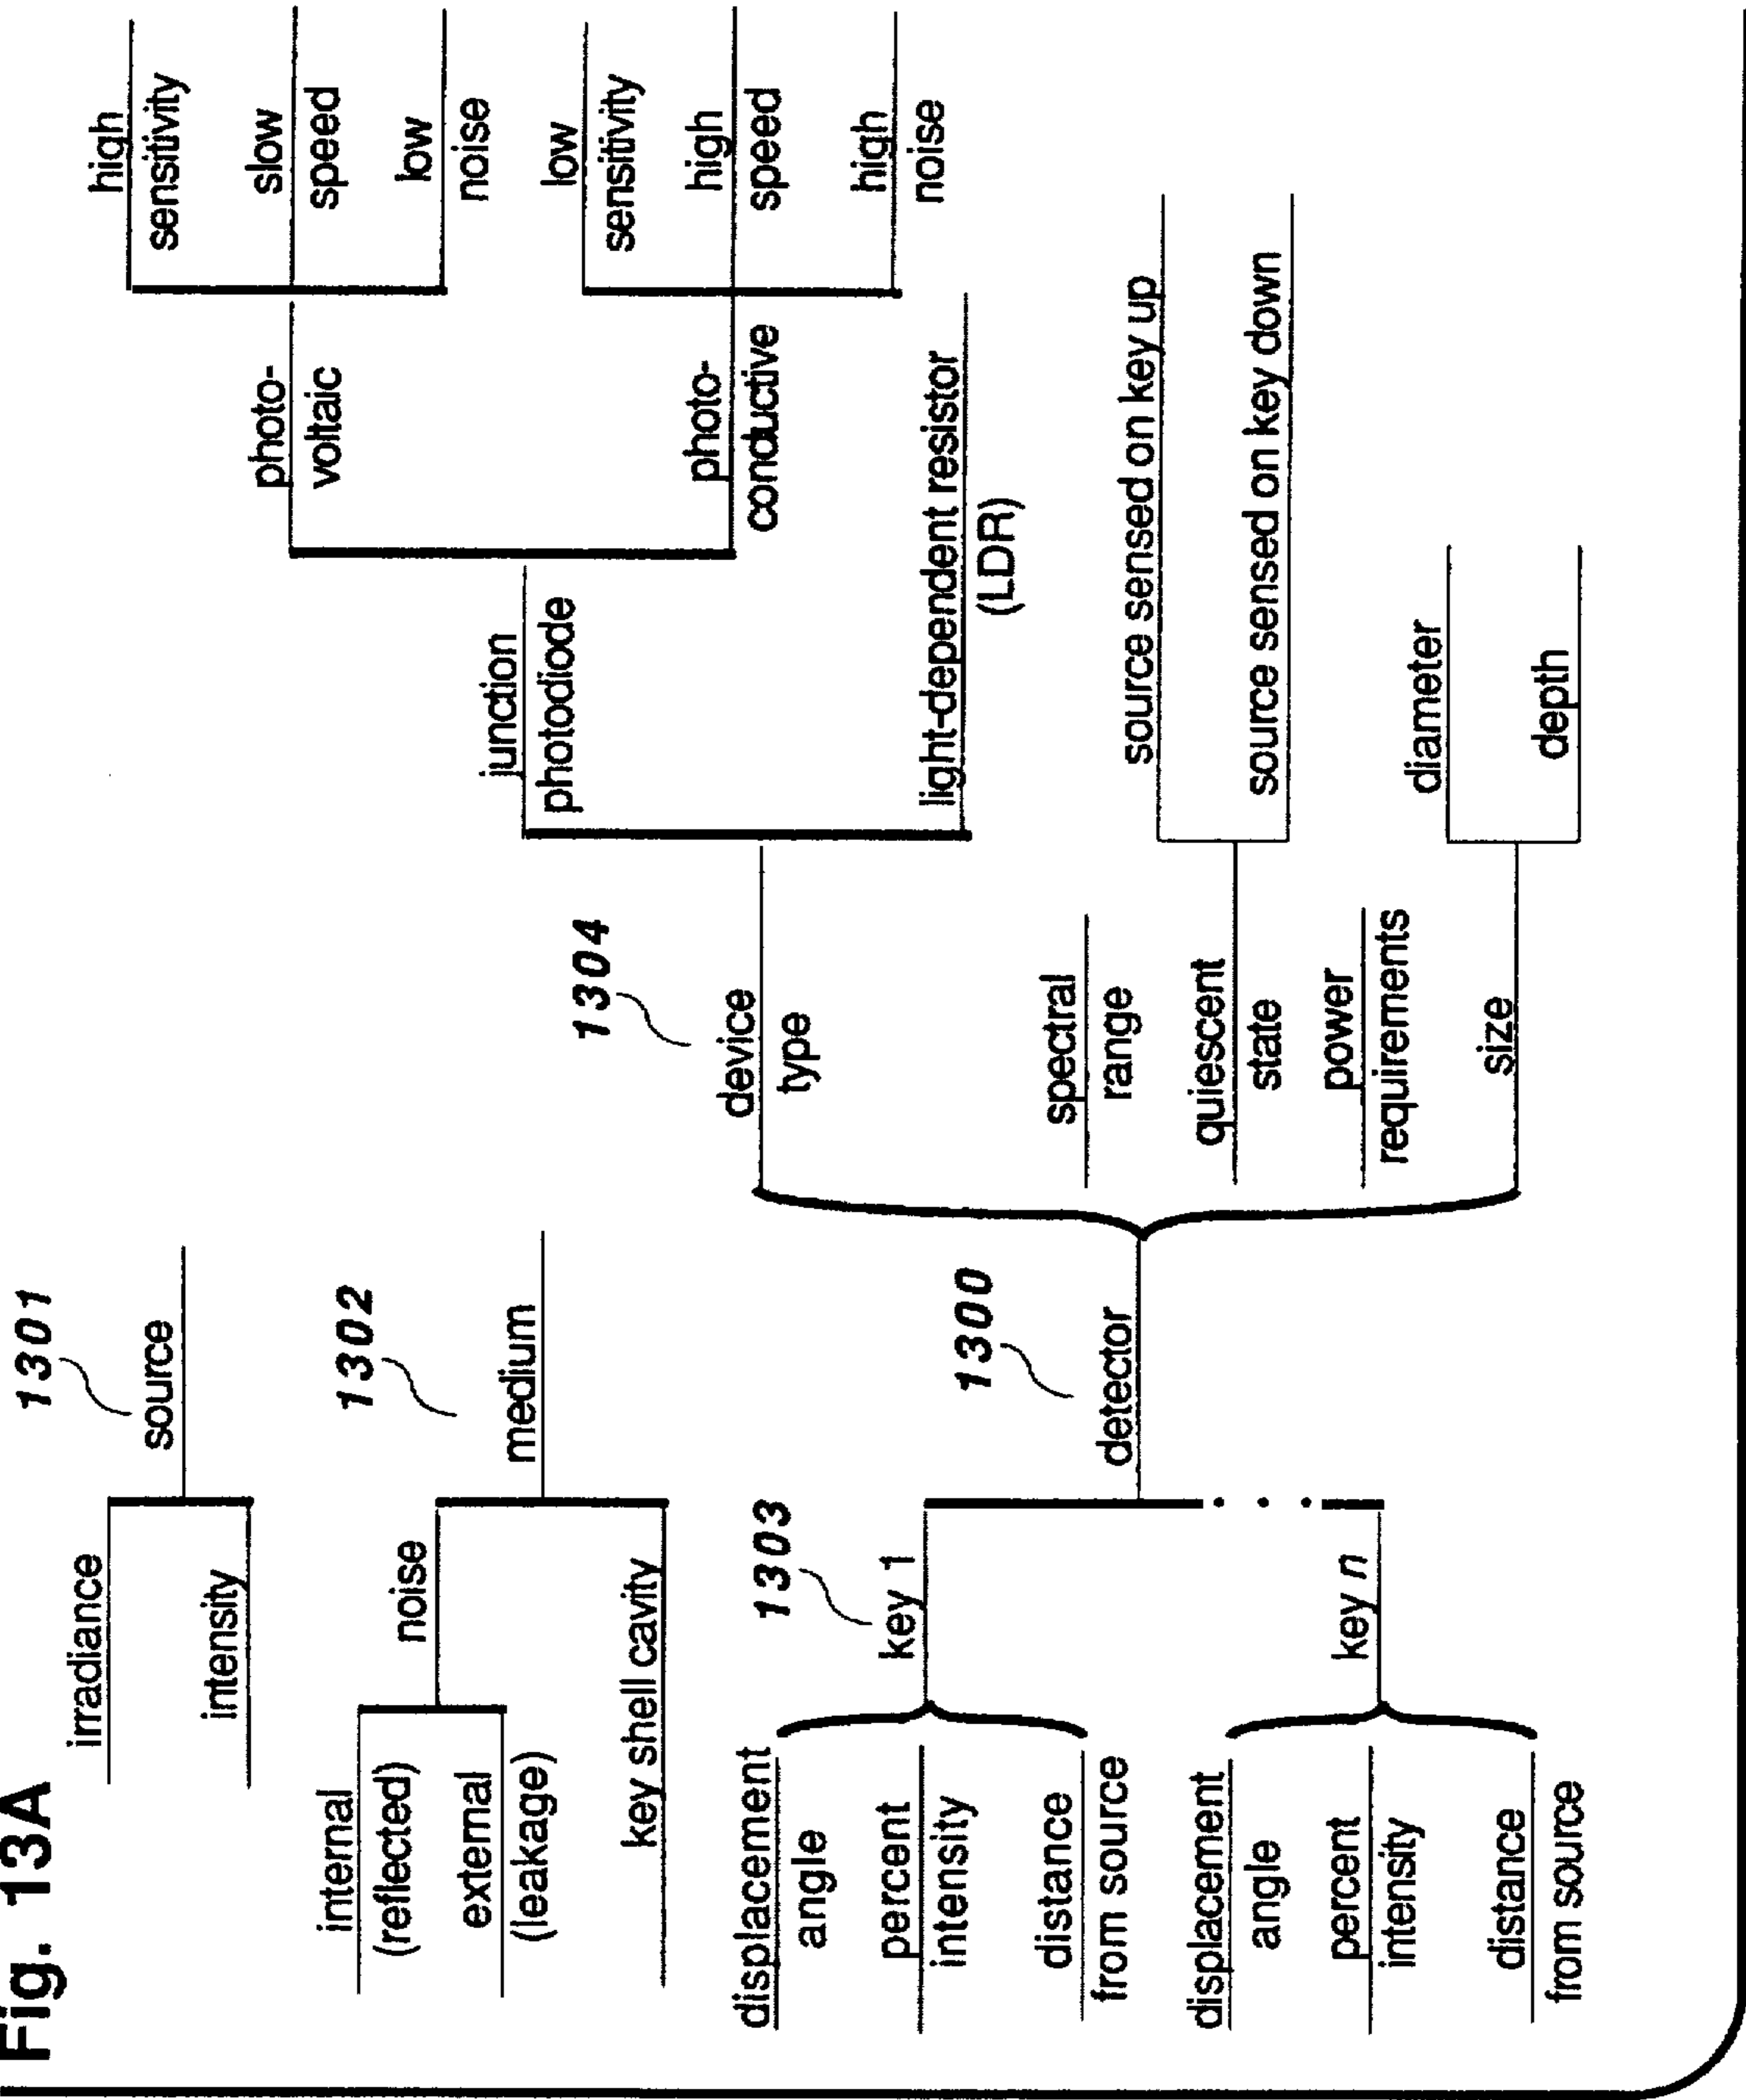 Fig. 13A
1301
irradiance
source
intensity
1302
internal
(reflected)
noise
external
(leakage)
medium
key shell cavity
1303
displacement
angle
key 1
percent
intensity
distance
from source
1300
detector
displacement
angle
key n
percent
intensity
distance
from source
1304
device
type
junction
photodiode
photo-
voltaic
high
sensitivity
slow
speed
low
noise
photo-
conductive
low
sensitivity
high
speed
high
noise
light-dependent resistor
(LDR)
spectral
range
quiescent
state
source sensed on key up
source sensed on key down
power
requirements
size
diameter
depth